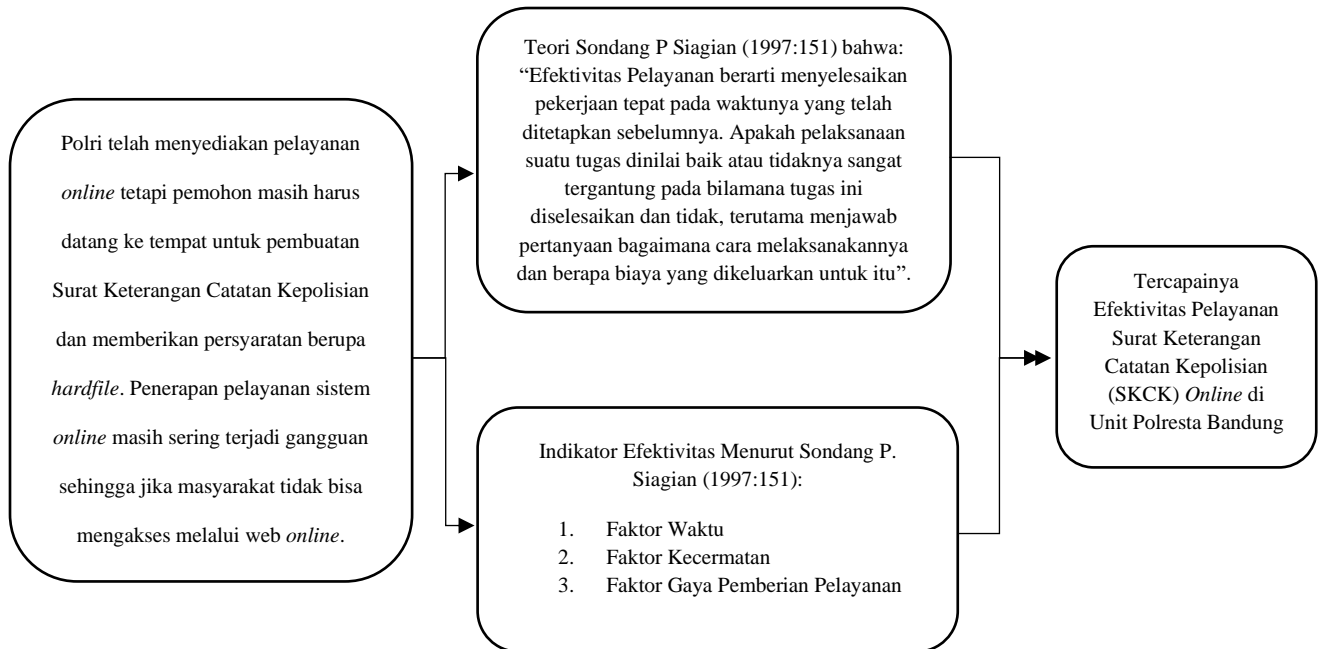 Polri telah menyediakan pelayanan
online tetapi pemohon masih harus
datang ke tempat untuk pembuatan
Surat Keterangan Catatan Kepolisian
dan memberikan persyaratan berupa
hardfile. Penerapan pelayanan sistem
online masih sering terjadi gangguan
sehingga jika masyarakat tidak bisa
mengakses melalui web online.
Teori Sondang P Siagian (1997:151) bahwa:
“Efektivitas Pelayanan berarti menyelesaikan
pekerjaan tepat pada waktunya yang telah
ditetapkan sebelumnya. Apakah pelaksanaan
suatu tugas dinilai baik atau tidaknya sangat
tergantung pada bilamana tugas ini
diselesaikan dan tidak, terutama menjawab
pertanyaan bagaimana cara melaksanakannya
dan berapa biaya yang dikeluarkan untuk itu”.
Indikator Efektivitas Menurut Sondang P.
Siagian (1997:151):
1. Faktor Waktu
2. Faktor Kecermatan
3. Faktor Gaya Pemberian Pelayanan
Tercapainya
Efektivitas Pelayanan
Surat Keterangan
Catatan Kepolisian
(SKCK) Online di
Unit Polresta Bandung